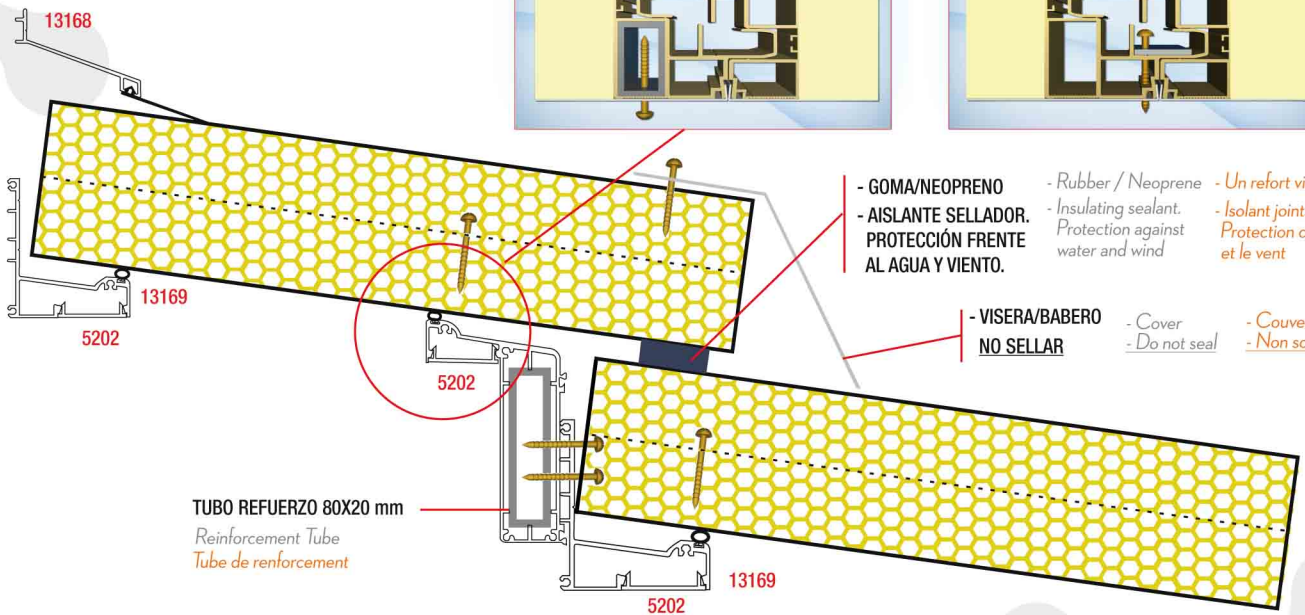 13168
- GOMA/NEOPRENO
- AISLANTE SELLADOR.
PROTECCIÓN FRENTE
AL AGUA Y VIENTO.
- Rubber / Neoprene
- Insulating sealant.
Protection against
water and wind
- Un refort
- Isolant joint
Protection
et le vent
13169
5202
- VISERA/BABERO
NO SELLAR
- Cover
- Do not seal
- Non
5202
TUBO REFUERZO 80X20 mm
Reinforcement Tube
Tube de renforcement
13169
5202